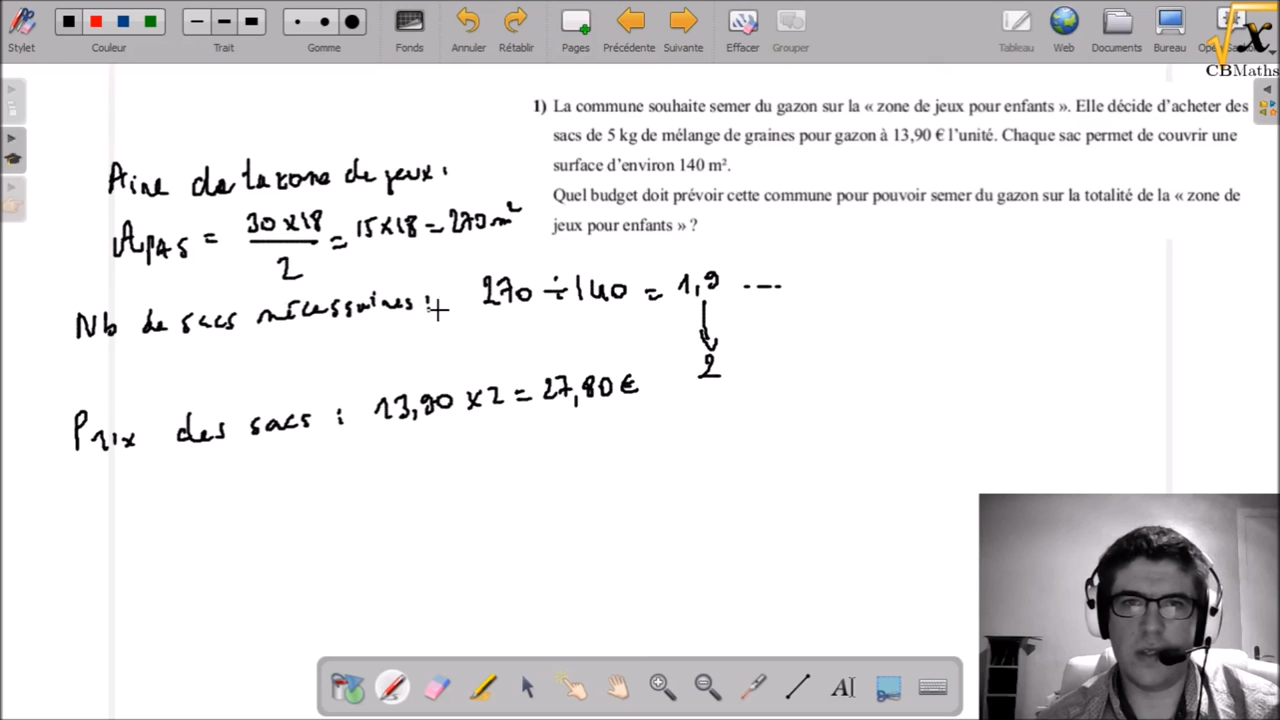 Stylet Couleur Trait Gomme Fonds Annuler Rétablir Pages Précédente Suivante Effacer Grouper Tableau Web Documents Bureau
CBMaths
1) La commune souhaite semer du gazon sur la « zone de jeux pour enfants ». Elle décide d’acheter des
sacs de 5 kg de mélange de graines pour gazon à 13,90 € l’unité. Chaque sac permet de couvrir une
surface d’environ 140 m².
Quel budget doit prévoir cette commune pour pouvoir semer du gazon sur la totalité de la « zone de
jeux pour enfants » ?
Aire de la zone de jeux :
A PAS = 30 x 18 / 2 = 15 x 18 = 270 m²
Nb de sacs nécessaires : 270 ÷ 140 = 1,9 ....
2
Prix des sacs : 13,90 x 2 = 27,80 €